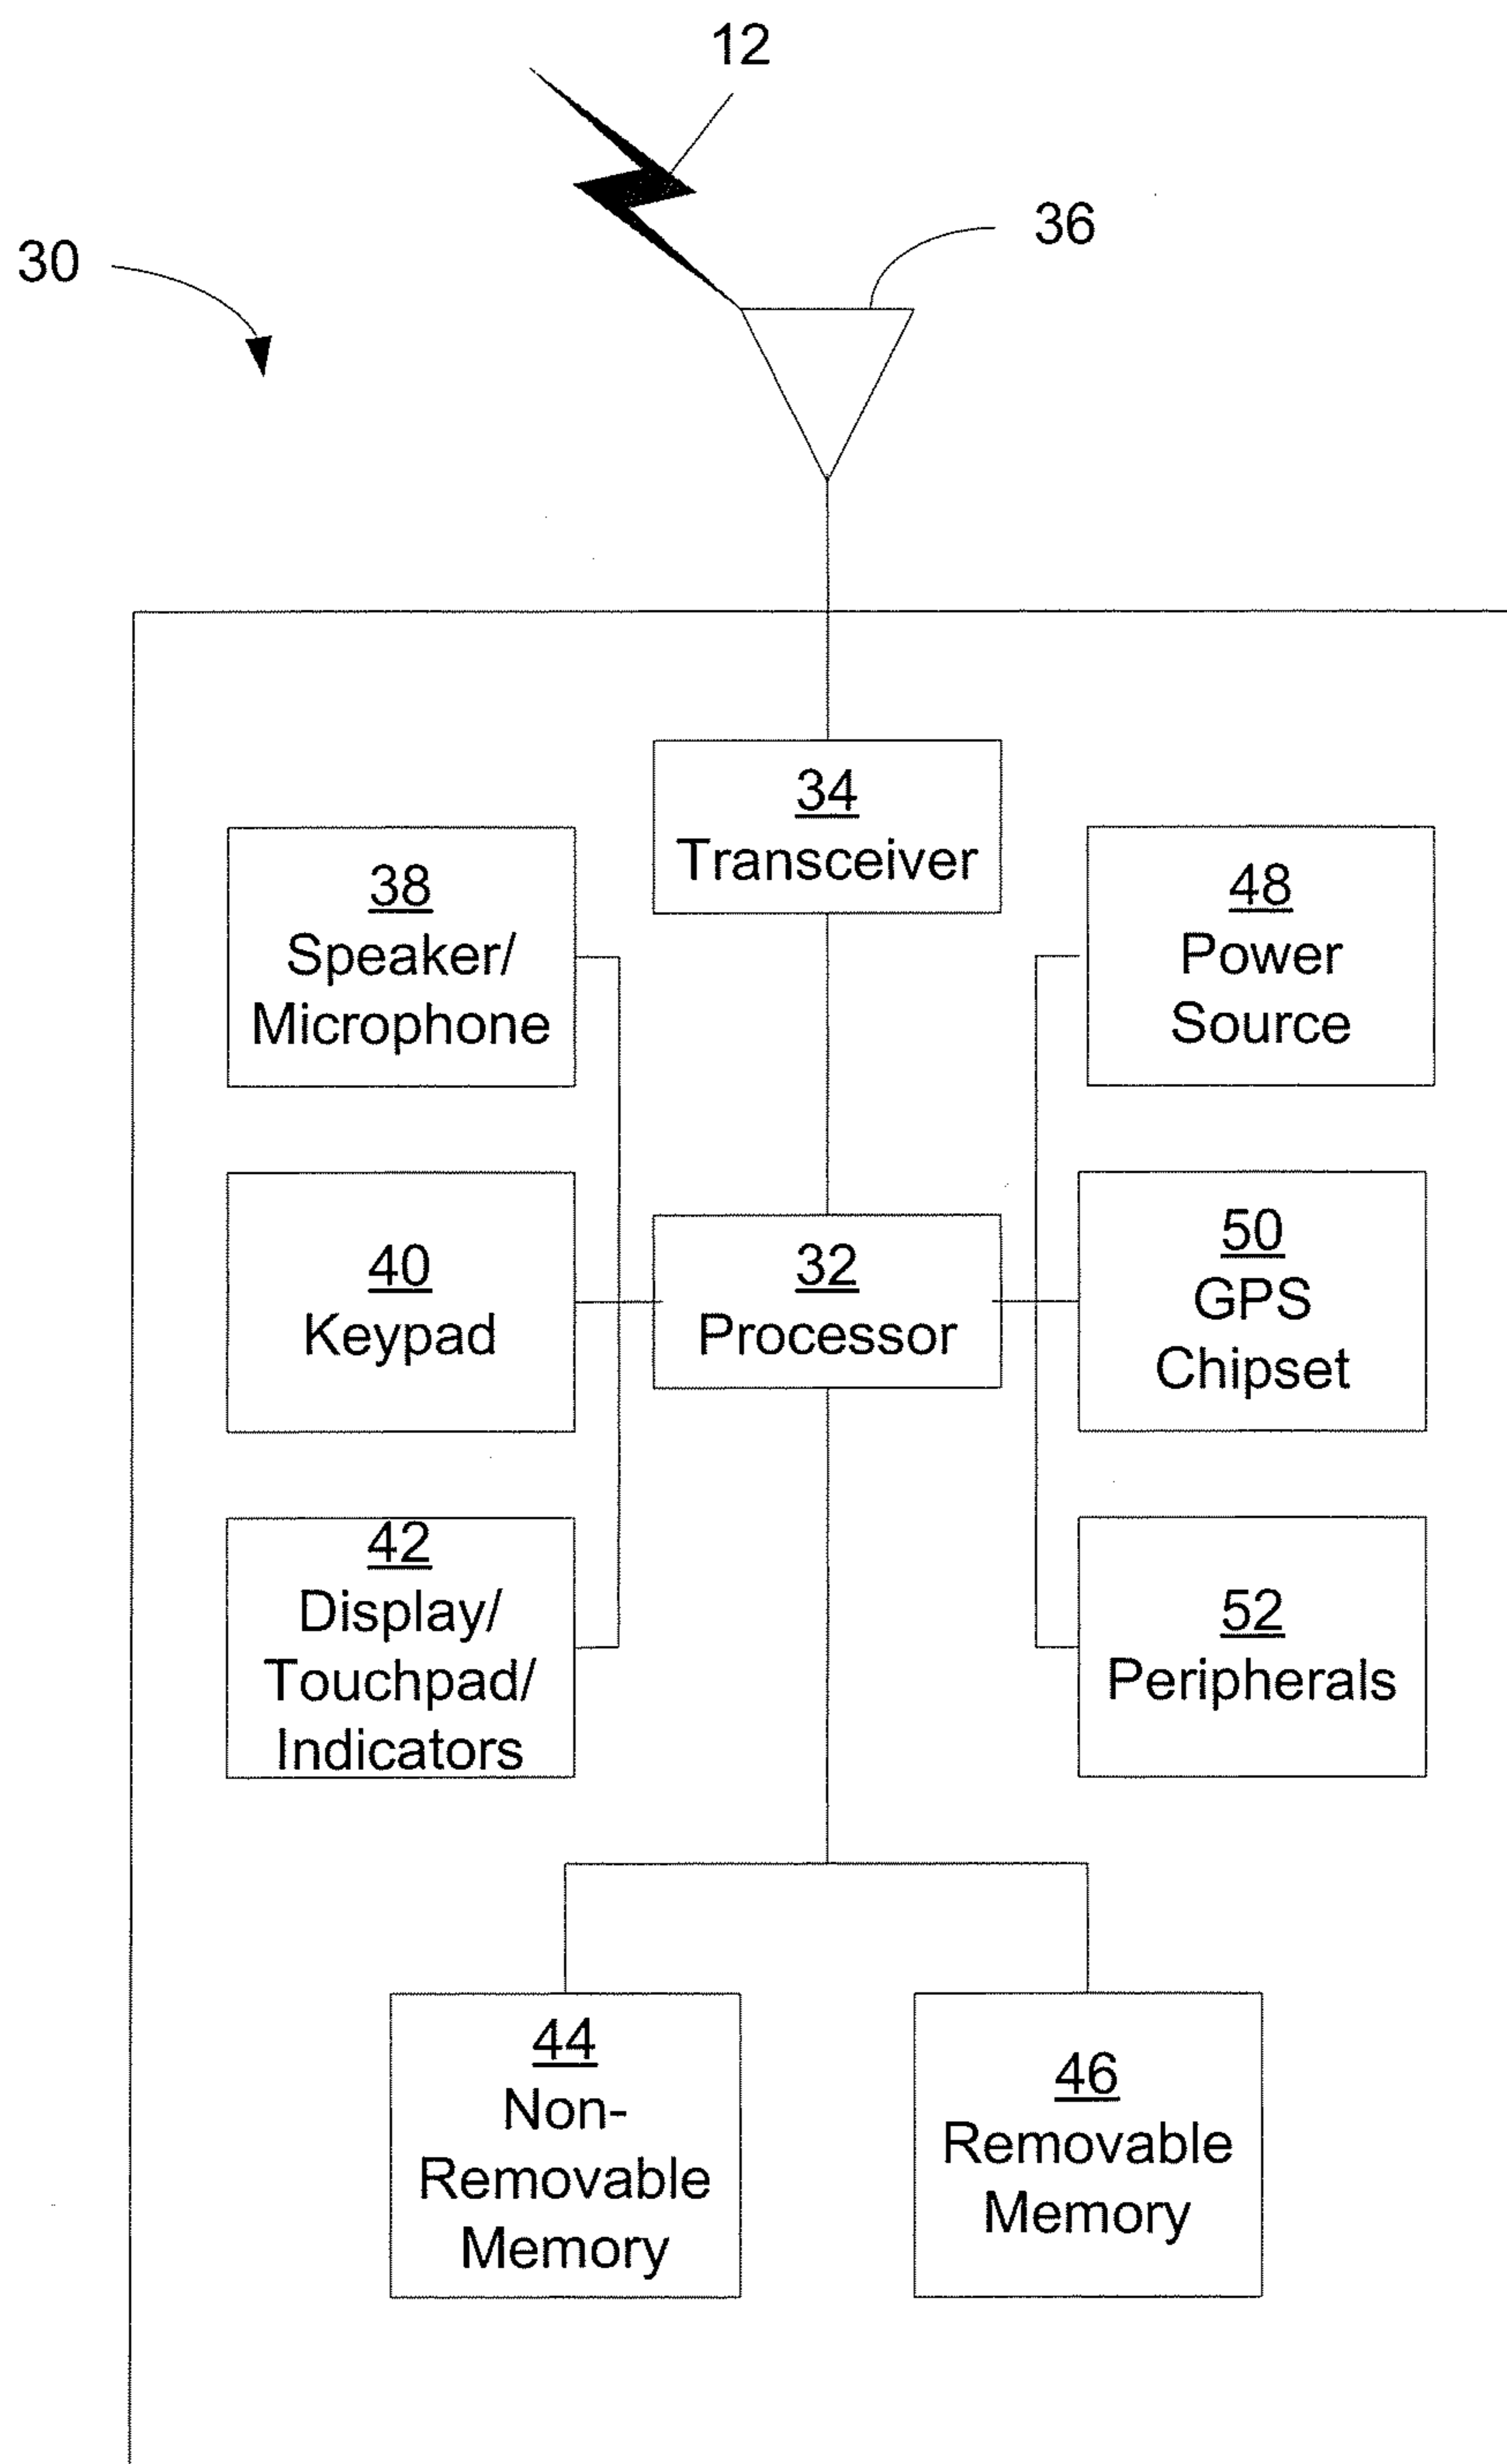 12
36
30
34
Transceiver
38
Speaker/
Microphone
48
Power
Source
40
Keypad
32
Processor
50
GPS
Chipset
42
Display/
Touchpad/
Indicators
52
Peripherals
44
Non-
Removable
Memory
46
Removable
Memory